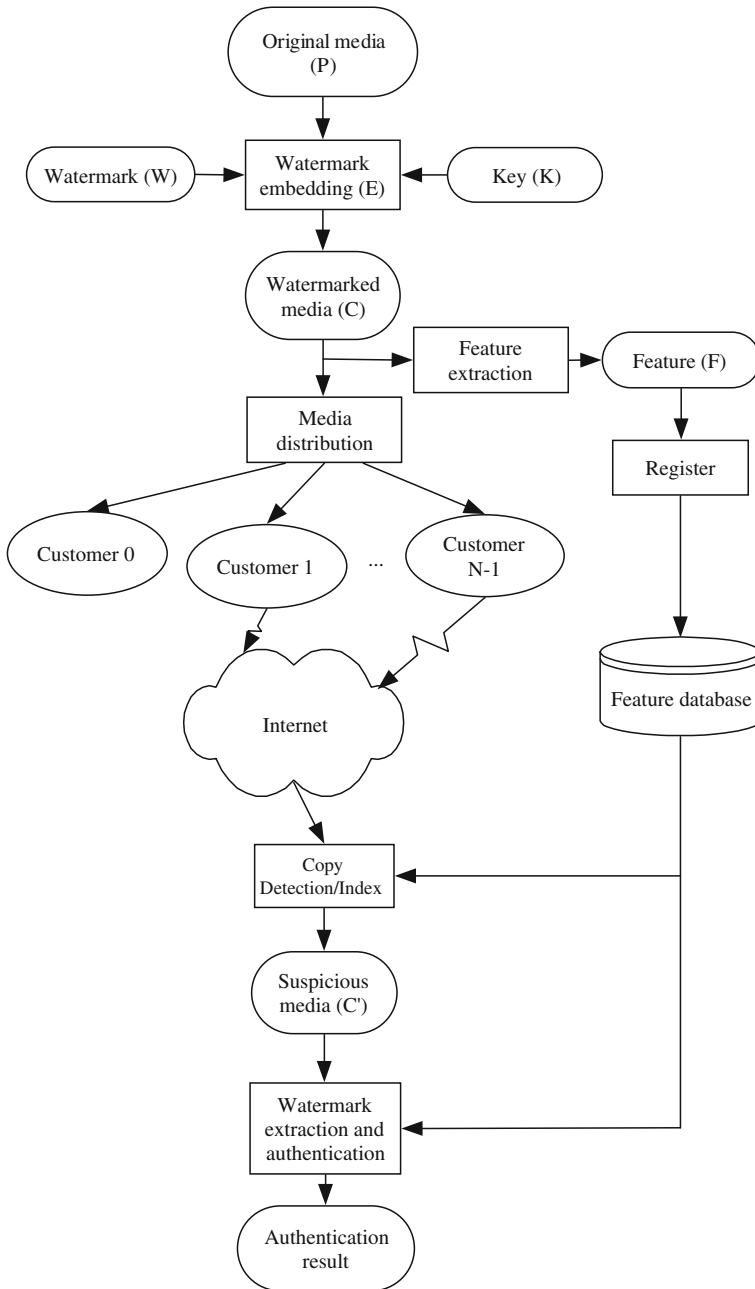 Original media
(P)
Watermark (W)
Watermark
embedding (E)
Key (K)
Watermarked
media (C)
Feature
extraction
Feature (F)
Media
distribution
Register
Customer 0
Customer 1
...
Customer
N-1
Internet
Feature database
Copy
Detection/Index
Suspicious
media (C')
Watermark
extraction and
authentication
Authentication
result